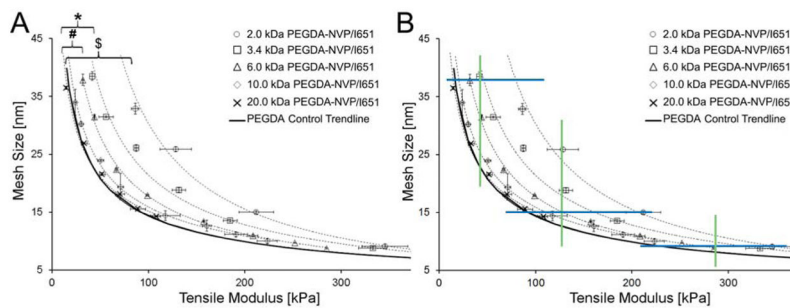 A
*
#
$
45
35
25
15
5
Mesh Size [nm]
0
100
200
300
Tensile Modulus [kPa]
2.0 kDa PEGDA-NVP/I651
3.4 kDa PEGDA-NVP/I651
6.0 kDa PEGDA-NVP/I651
10.0 kDa PEGDA-NVP/I651
20.0 kDa PEGDA-NVP/I651
PEGDA Control Trendline
B
45
35
25
15
5
Mesh Size [nm]
0
100
200
300
Tensile Modulus [kPa]
2.0 kDa PEGDA-NVP/I651
3.4 kDa PEGDA-NVP/I651
6.0 kDa PEGDA-NVP/I651
10.0 kDa PEGDA-NVP/I65
20.0 kDa PEGDA-NVP/I65
PEGDA Control Trendline